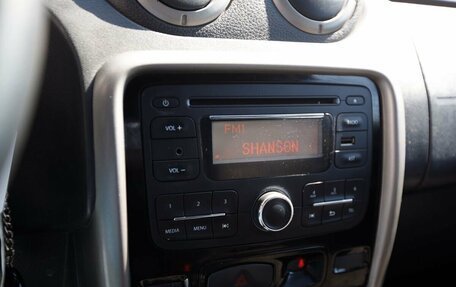 FM1
SHANSON
VOL +
VOL -
1 2 3
MEDIA MENU